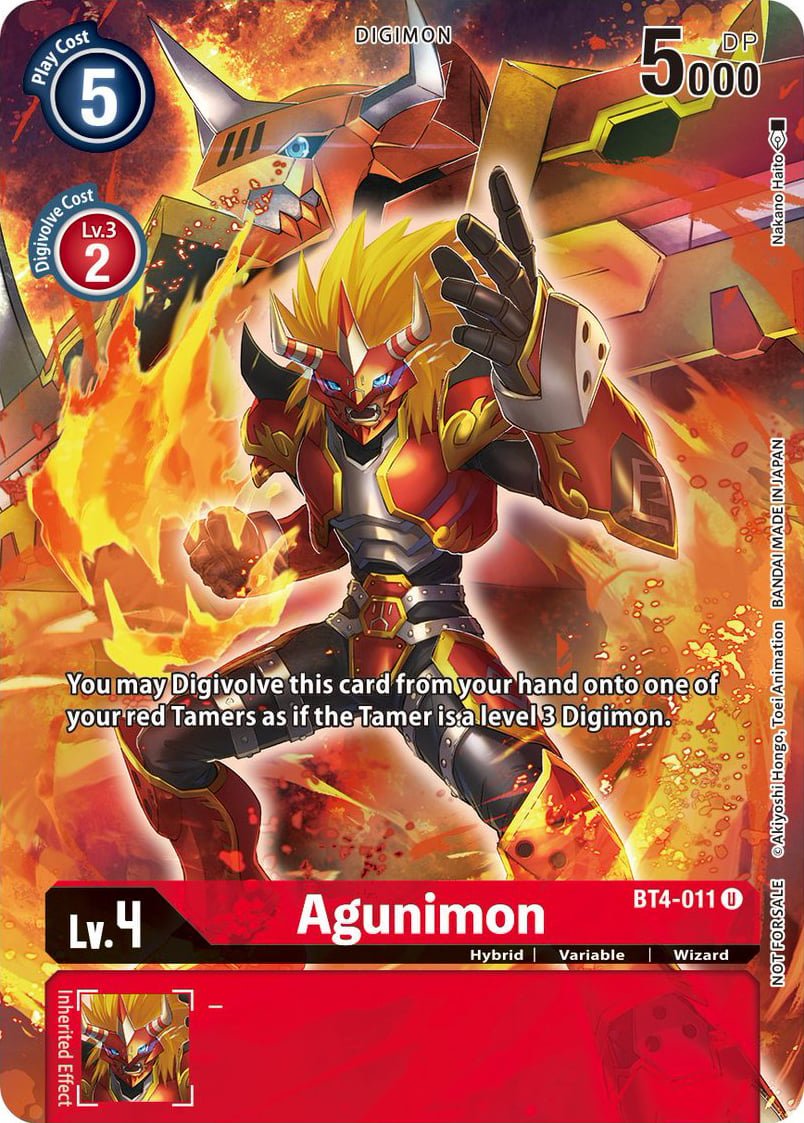 DIGIMON
Play Cost
5
DP
5000
Digivolve Cost
Lv.3
2
Nakano Haito
You may Digivolve this card from your hand onto one of
your red Tamers as if the Tamer is a level 3 Digimon.
©Akiyoshi Hongo, Toei Animation BANDAI MADE IN JAPAN
NOT FOR SALE
Lv.4
Agunimon
BT4-011 U
Hybrid | Variable | Wizard
Inherited Effect
–